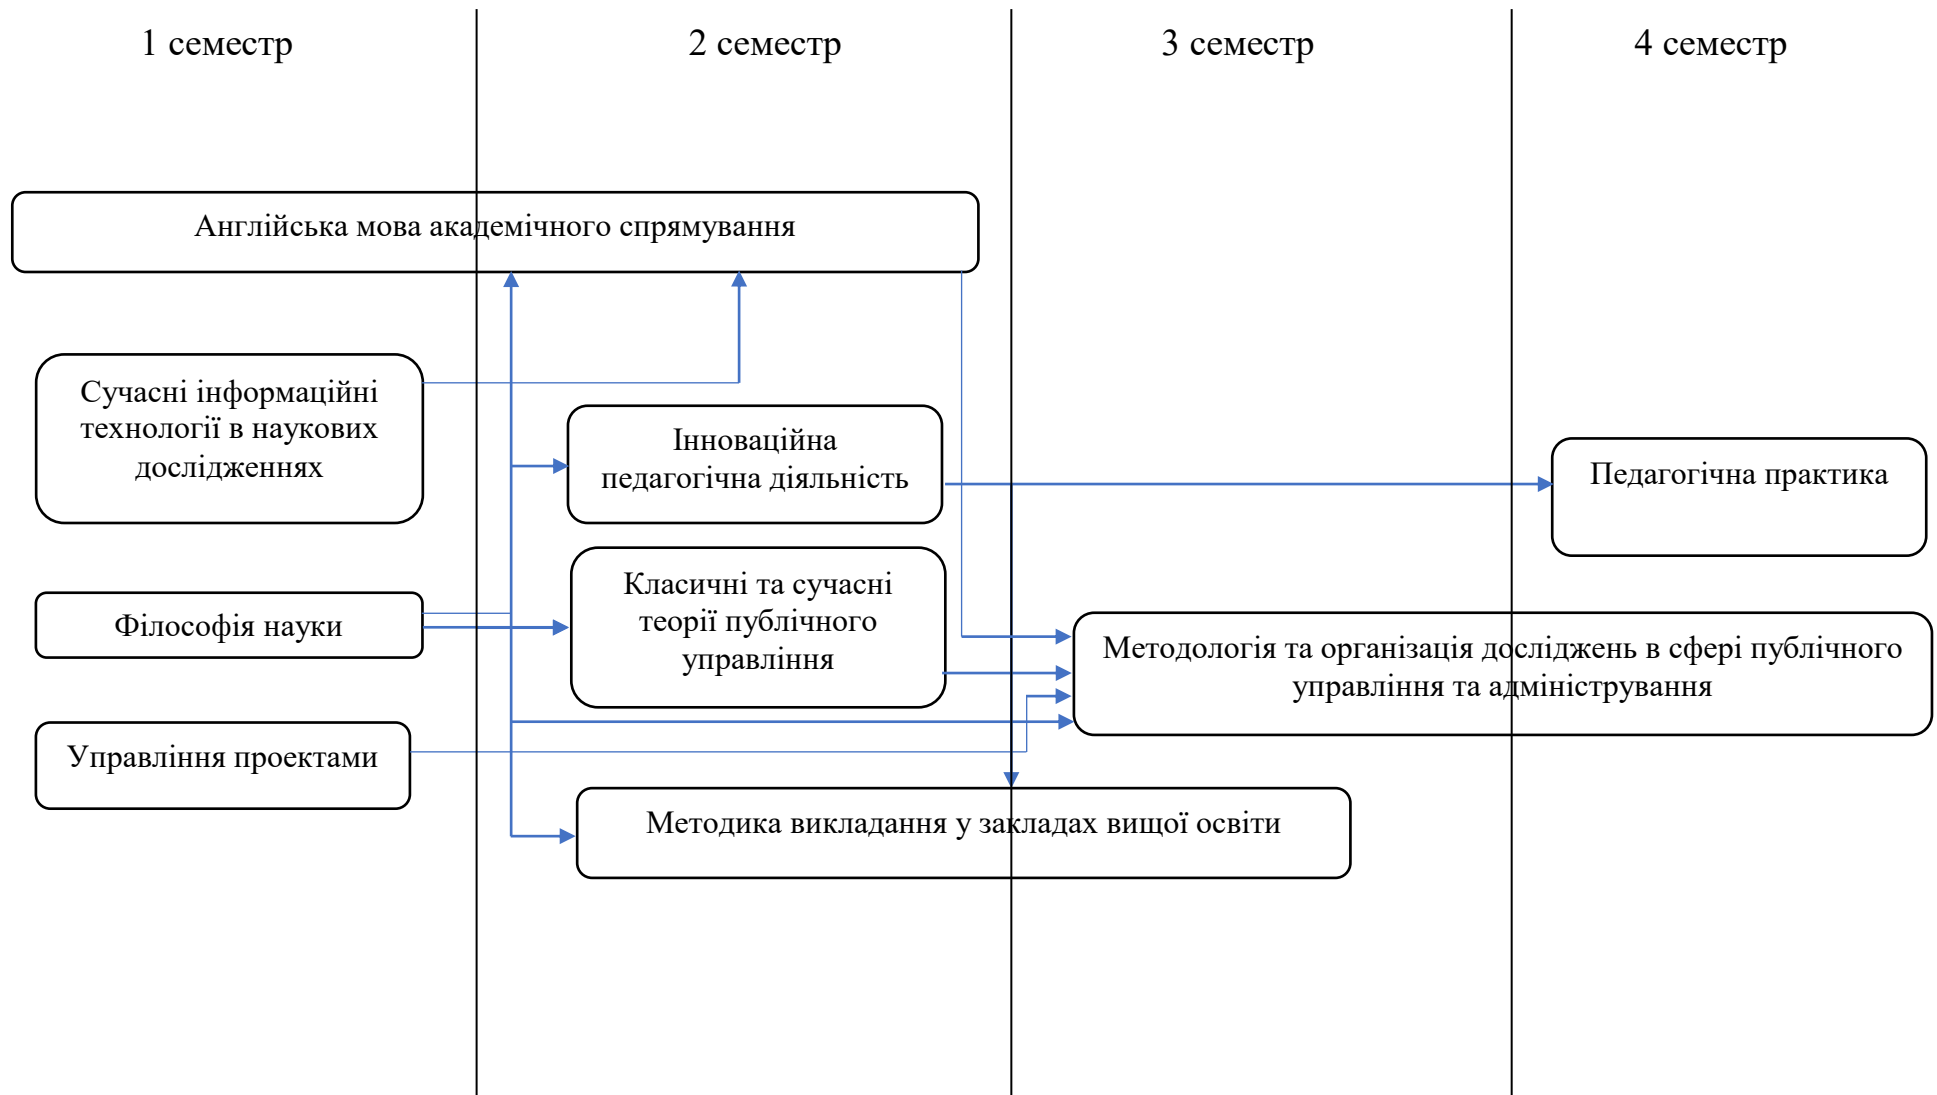 1 семестр
2 семестр
3 семестр
4 семестр
Англійська мова академічного спрямування
Сучасні інформаційні
технології в наукових
дослідженнях
Інноваційна
педагогічна діяльність
Педагогічна практика
Класичні та сучасні
теорії публічного
управління
Філософія науки
Методологія та організація досліджень в сфері публічного
управління та адміністрування
Управління проектами
Методика викладання у закладах вищої освіти